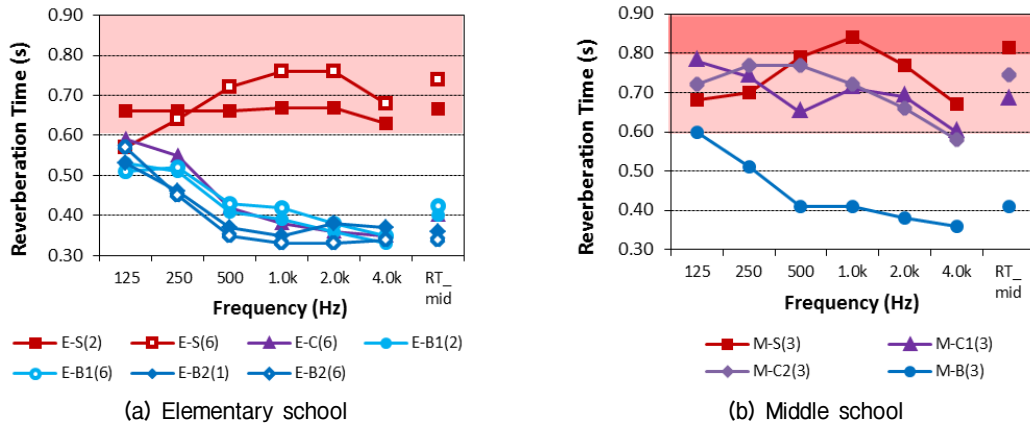 Reverberation Time (s)
0.90
0.80
0.70
0.60
0.50
0.40
0.30
125 250 500 1.0k 2.0k 4.0k RT_
mid
Frequency (Hz)
E-S(2) E-S(6) E-C(6) E-B1(2)
E-B1(6) E-B2(1) E-B2(6)
(a) Elementary school
Reverberation Time (s)
0.90
0.80
0.70
0.60
0.50
0.40
0.30
125 250 500 1.0k 2.0k 4.0k RT_
mid
Frequency (Hz)
M-S(3) M-C1(3)
M-C2(3) M-B(3)
(b) Middle school